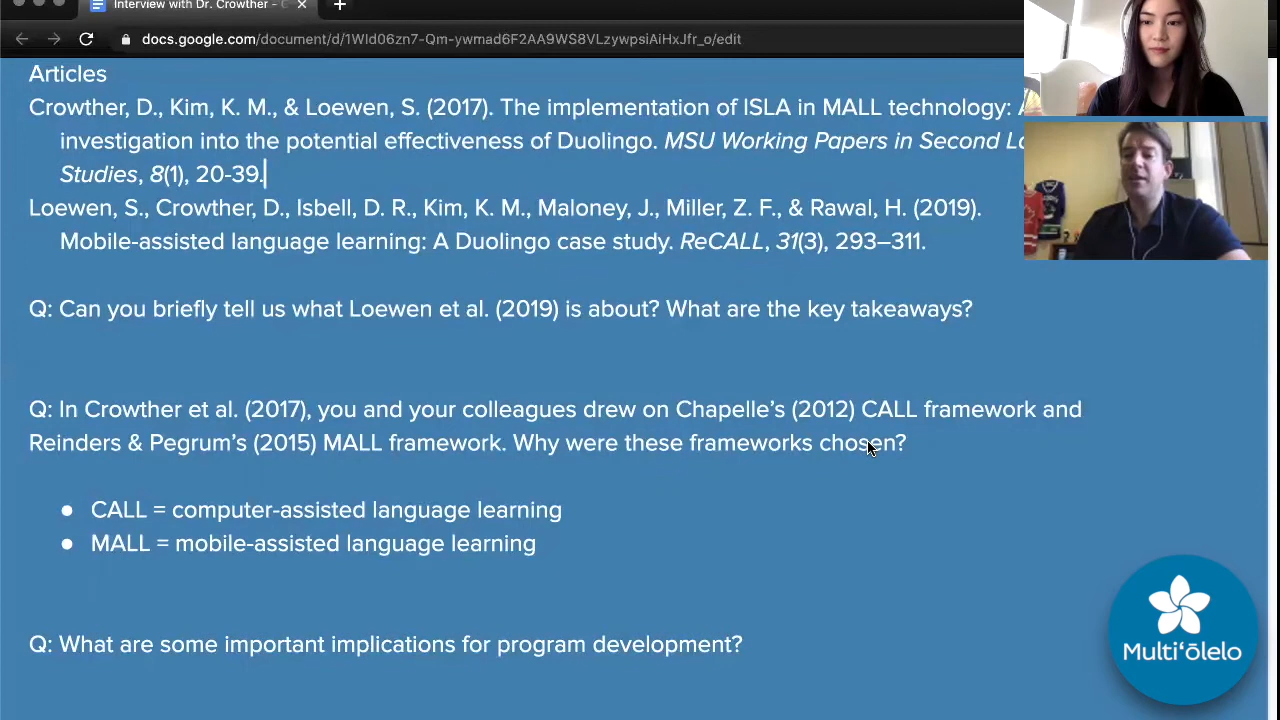 Interview with Dr. Crowther -
docs.google.com/document/d/1WId06zn7-Qm-ywmad6F2AA9WS8VLzywpsiAiHxJfr_o/edit
Articles
Crowther, D., Kim, K. M., & Loewen, S. (2017). The implementation of ISLA in MALL technology:
investigation into the potential effectiveness of Duolingo. MSU Working Papers in Second
Studies, 8(1), 20-39.
Loewen, S., Crowther, D., Isbell, D. R., Kim, K. M., Maloney, J., Miller, Z. F., & Rawal, H. (2019).
Mobile-assisted language learning: A Duolingo case study. ReCALL, 31(3), 293–311.
Q: Can you briefly tell us what Loewen et al. (2019) is about? What are the key takeaways?
Q: In Crowther et al. (2017), you and your colleagues drew on Chapelle’s (2012) CALL framework and
Reinders & Pegrum’s (2015) MALL framework. Why were these frameworks chosen?
● CALL = computer-assisted language learning
● MALL = mobile-assisted language learning
Q: What are some important implications for program development?
Multi‘ōlelo